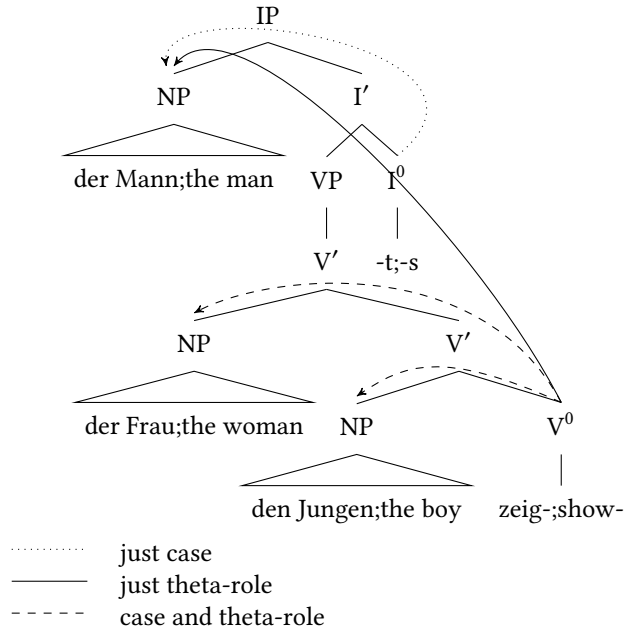 IP
NP I′
der Mann;the man VP I⁰
V′ -t;-s
NP V′
der Frau;the woman NP V⁰
den Jungen;the boy zeig-;show-
just case
just theta-role
case and theta-role